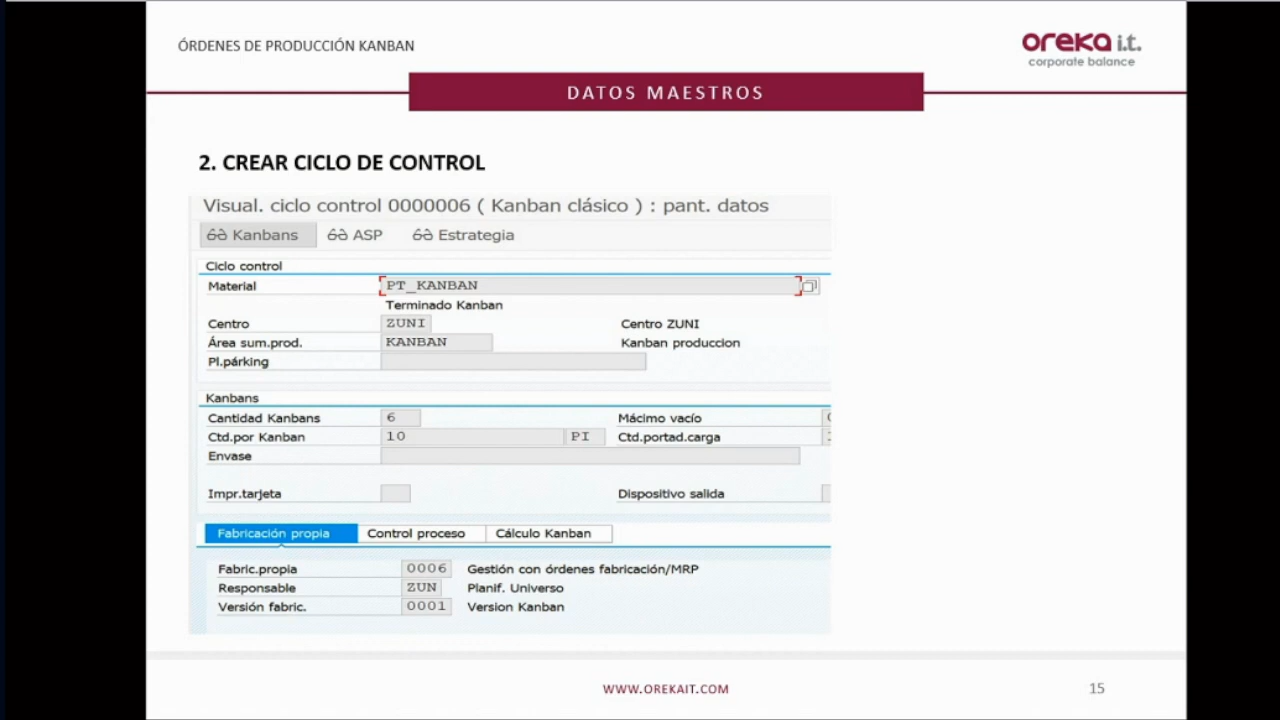 ÓRDENES DE PRODUCCIÓN KANBAN
oreka i.t.
corporate balance
DATOS MAESTROS
2. CREAR CICLO DE CONTROL
Visual. ciclo control 0000006 ( Kanban clásico ) : pant. datos
Kanbans ASP Estrategia
Ciclo control
Material PT_KANBAN
Terminado Kanban
Centro ZUNI Centro ZUNI
Área sum.prod. KANBAN Kanban produccion
Pl.párking
Kanbans
Cantidad Kanbans 6 Mácimo vacío
Ctd.por Kanban 10 PI Ctd.portad.carga
Envase
Impr.tarjeta Dispositivo salida
Fabricación propia Control proceso Cálculo Kanban
Fabric.propia 0006 Gestión con órdenes fabricación/MRP
Responsable ZUN Planif. Universo
Versión fabric. 0001 Version Kanban
WWW.OREKAIT.COM 15